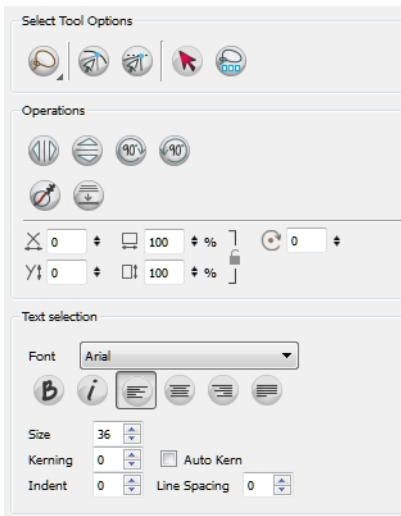 Select Tool Options
Operations
90° 90°
X 0 100 % 0
Y 0 100 %
Text selection
Font Arial
B i
Size 36
Kerning 0 Auto Kern
Indent 0 Line Spacing 0